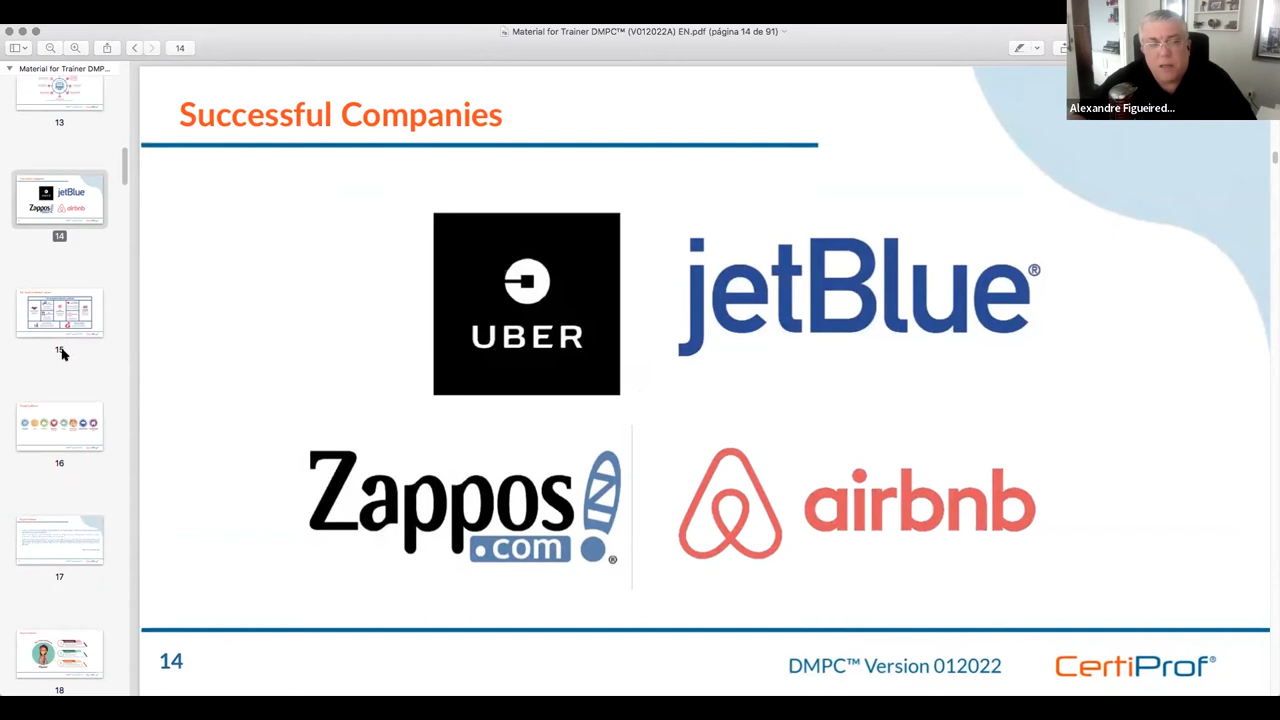 Material for Trainer DMPC™ (V012022A) EN.pdf (página 14 de 91)
14
Material for Trainer DMP...
13
14
15
16
17
18
Successful Companies
UBER
jetBlue®
Zappos
.com ®
airbnb
14
DMPC™ Version 012022
CertiProf®
Alexandre Figueired...